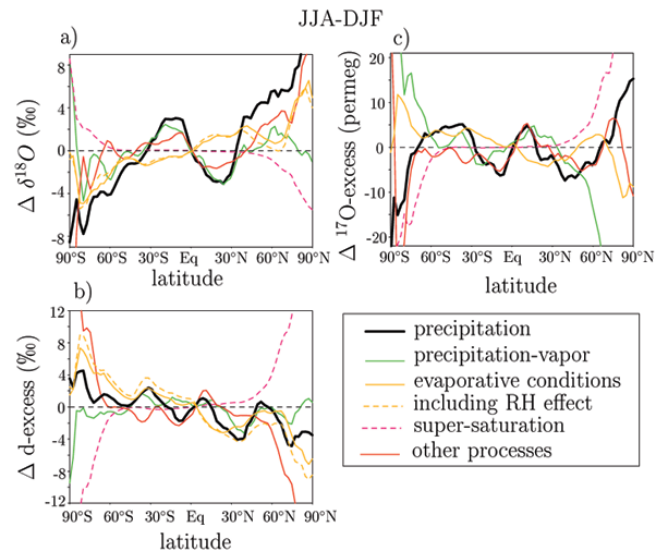 JJA-DJF
a)
Δ δ18O (‰)
8
4
0
-4
-8
90°S 60°S 30°S Eq 30°N 60°N 90°N
latitude
c)
Δ 17O-excess (permeg)
20
10
0
-10
-20
90°S 60°S 30°S Eq 30°N 60°N 90°N
latitude
b)
Δ d-excess (‰)
12
8
4
0
-4
-8
-12
90°S 60°S 30°S Eq 30°N 60°N 90°N
latitude
precipitation
precipitation-vapor
evaporative conditions
including RH effect
super-saturation
other processes